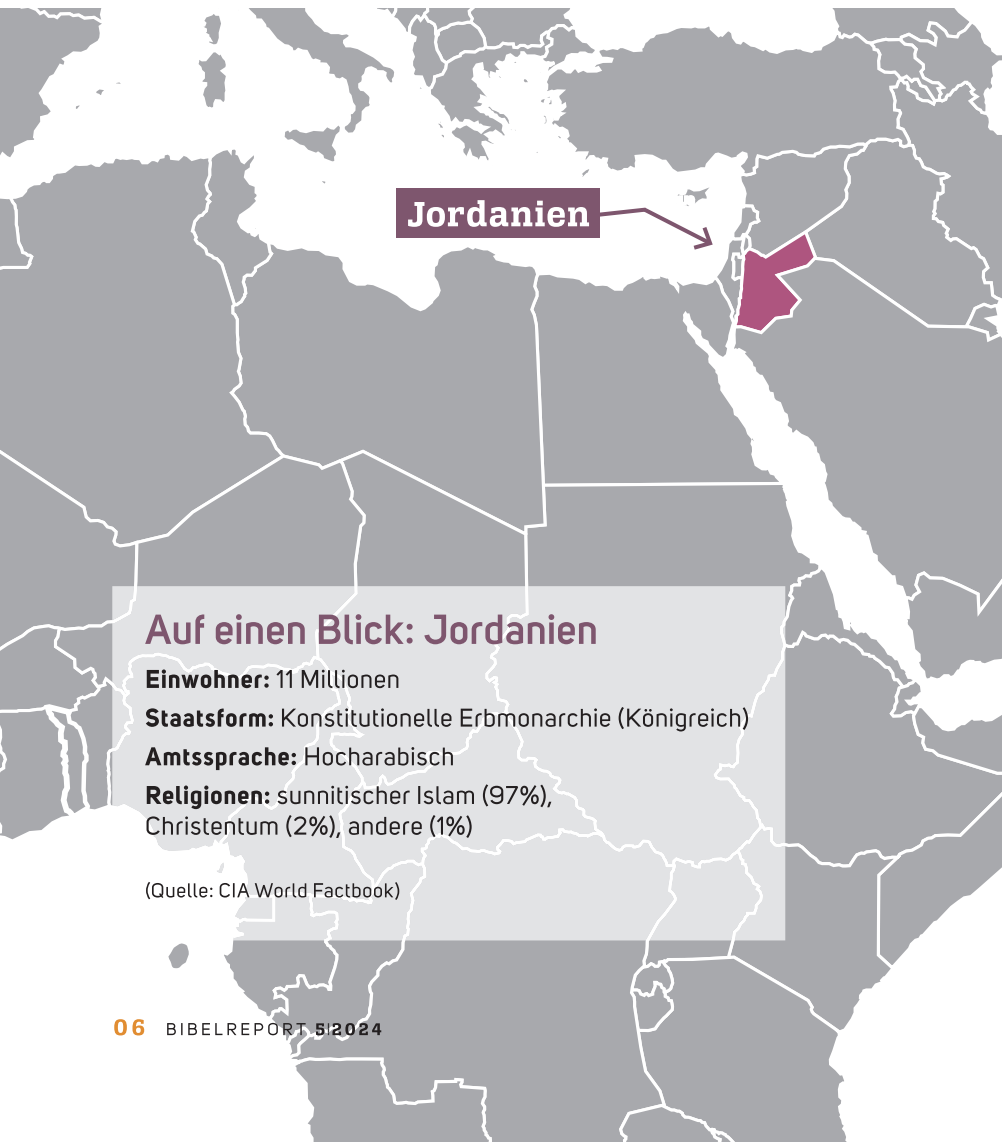 Jordanien
Auf einen Blick: Jordanien
Einwohner: 11 Millionen
Staatsform: Konstitutionelle Erbmonarchie (Königreich)
Amtssprache: Hocharabisch
Religionen: sunnitischer Islam (97%),
Christentum (2%), andere (1%)
(Quelle: CIA World Factbook)
06 BIBELREPORT 5|2024